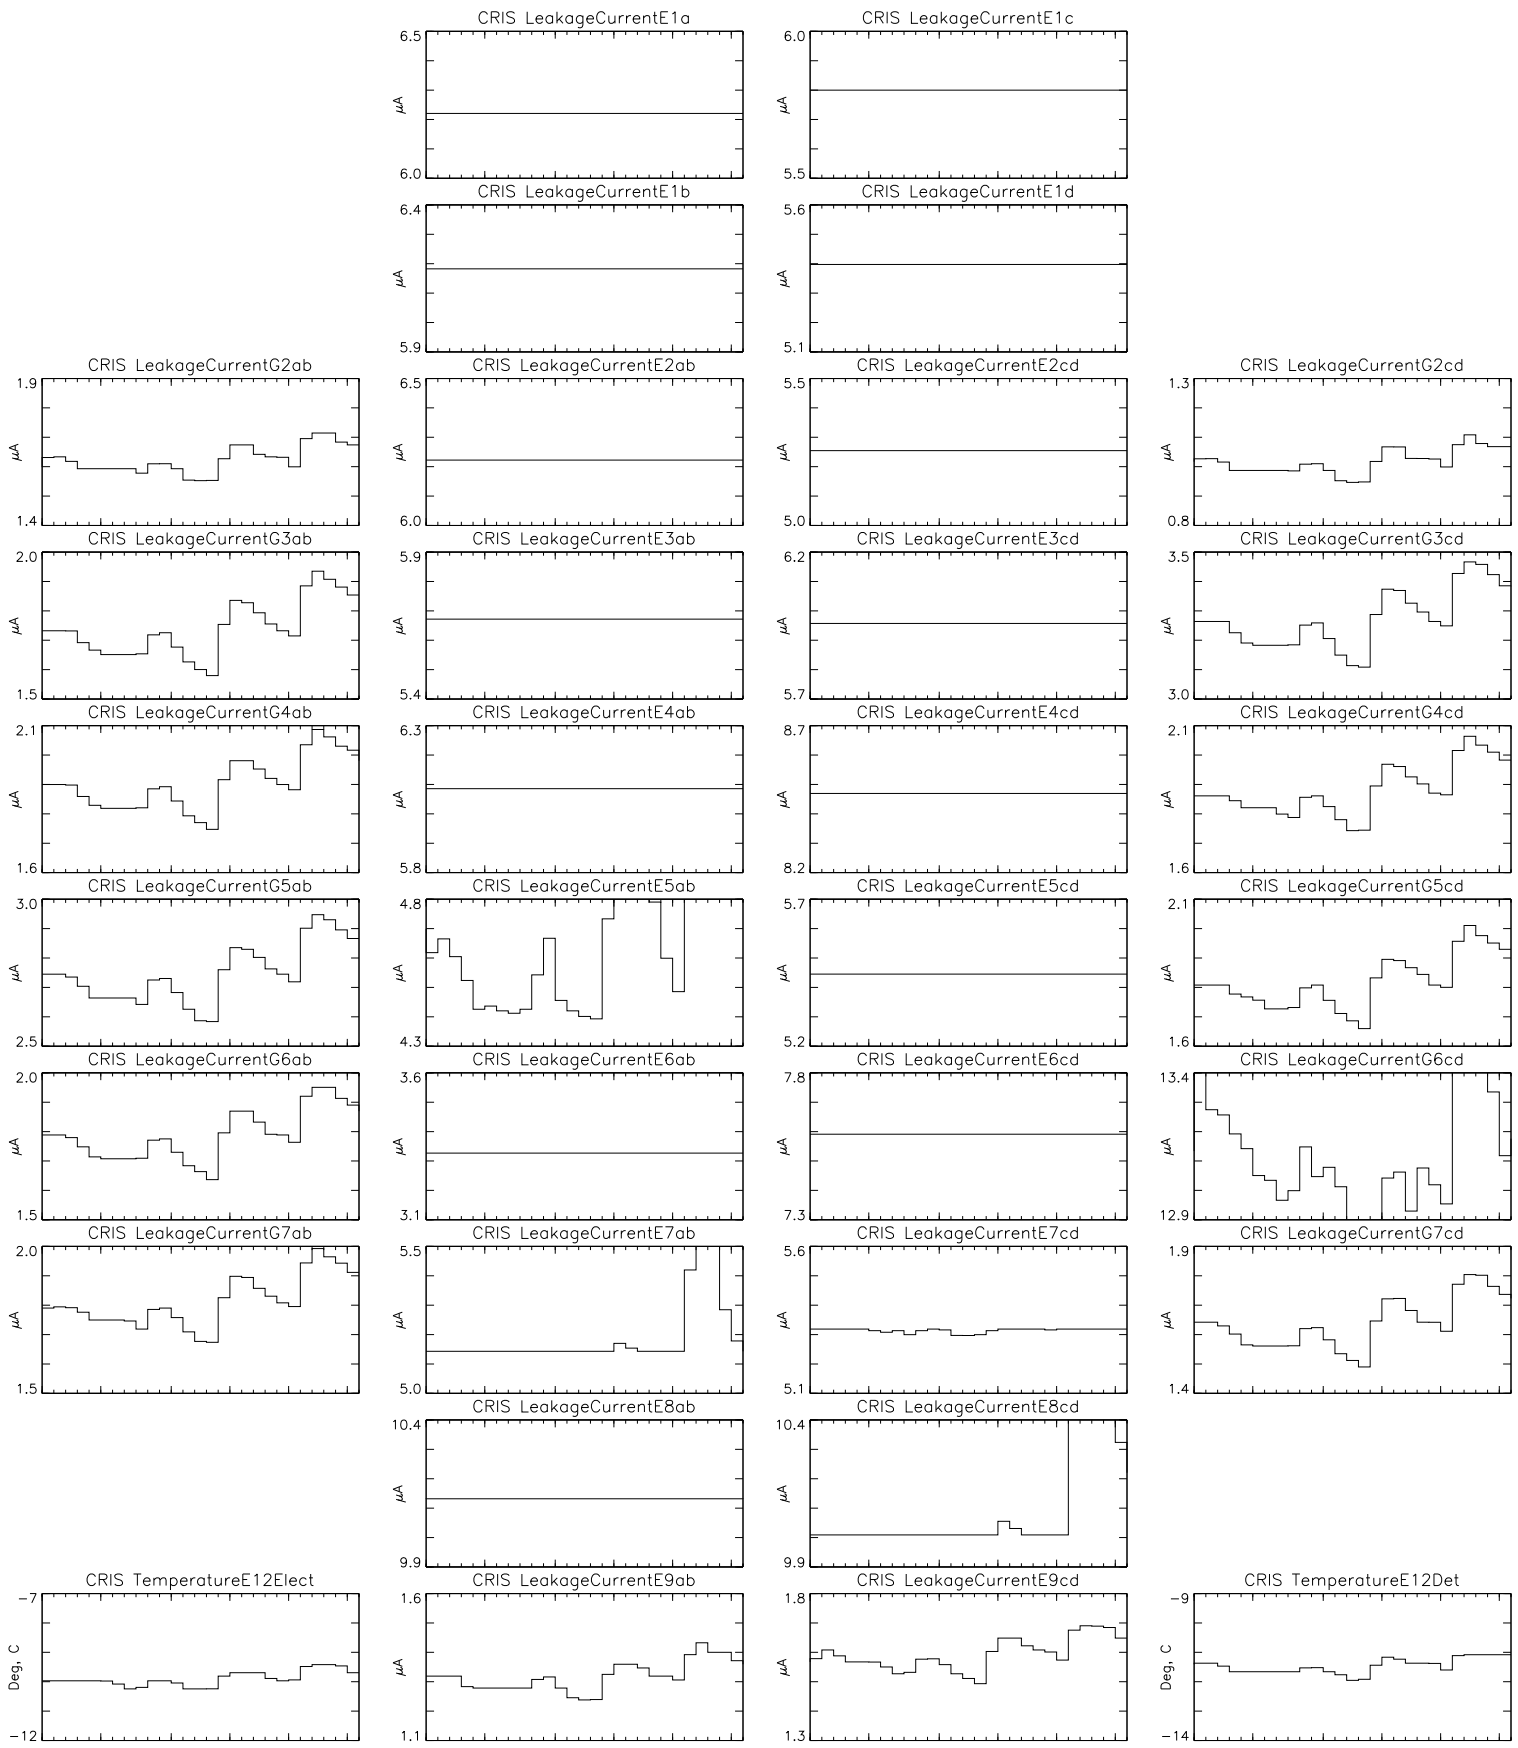 CRIS LeakageCurrentE1a
6.5
μA
6.0
CRIS LeakageCurrentE1c
6.0
μA
5.5
CRIS LeakageCurrentE1b
6.4
μA
5.9
CRIS LeakageCurrentE1d
5.6
μA
5.1
CRIS LeakageCurrentG2ab
1.9
μA
1.4
CRIS LeakageCurrentE2ab
6.5
μA
6.0
CRIS LeakageCurrentE2cd
5.5
μA
5.0
CRIS LeakageCurrentG2cd
1.3
μA
0.8
CRIS LeakageCurrentG3ab
2.0
μA
1.5
CRIS LeakageCurrentE3ab
5.9
μA
5.4
CRIS LeakageCurrentE3cd
6.2
μA
5.7
CRIS LeakageCurrentG3cd
3.5
μA
3.0
CRIS LeakageCurrentG4ab
2.1
μA
1.6
CRIS LeakageCurrentE4ab
6.3
μA
5.8
CRIS LeakageCurrentE4cd
8.7
μA
8.2
CRIS LeakageCurrentG4cd
2.1
μA
1.6
CRIS LeakageCurrentG5ab
3.0
μA
2.5
CRIS LeakageCurrentE5ab
4.8
μA
4.3
CRIS LeakageCurrentE5cd
5.7
μA
5.2
CRIS LeakageCurrentG5cd
2.1
μA
1.6
CRIS LeakageCurrentG6ab
2.0
μA
1.5
CRIS LeakageCurrentE6ab
3.6
μA
3.1
CRIS LeakageCurrentE6cd
7.8
μA
7.3
CRIS LeakageCurrentG6cd
13.4
μA
12.9
CRIS LeakageCurrentG7ab
2.0
μA
1.5
CRIS LeakageCurrentE7ab
5.5
μA
5.0
CRIS LeakageCurrentE7cd
5.6
μA
5.1
CRIS LeakageCurrentG7cd
1.9
μA
1.4
CRIS LeakageCurrentE8ab
10.4
μA
9.9
CRIS LeakageCurrentE8cd
10.4
μA
9.9
CRIS TemperatureE12Elect
-7
Deg, C
-12
CRIS LeakageCurrentE9ab
1.6
μA
1.1
CRIS LeakageCurrentE9cd
1.8
μA
1.3
CRIS TemperatureE12Det
-9
Deg, C
-14